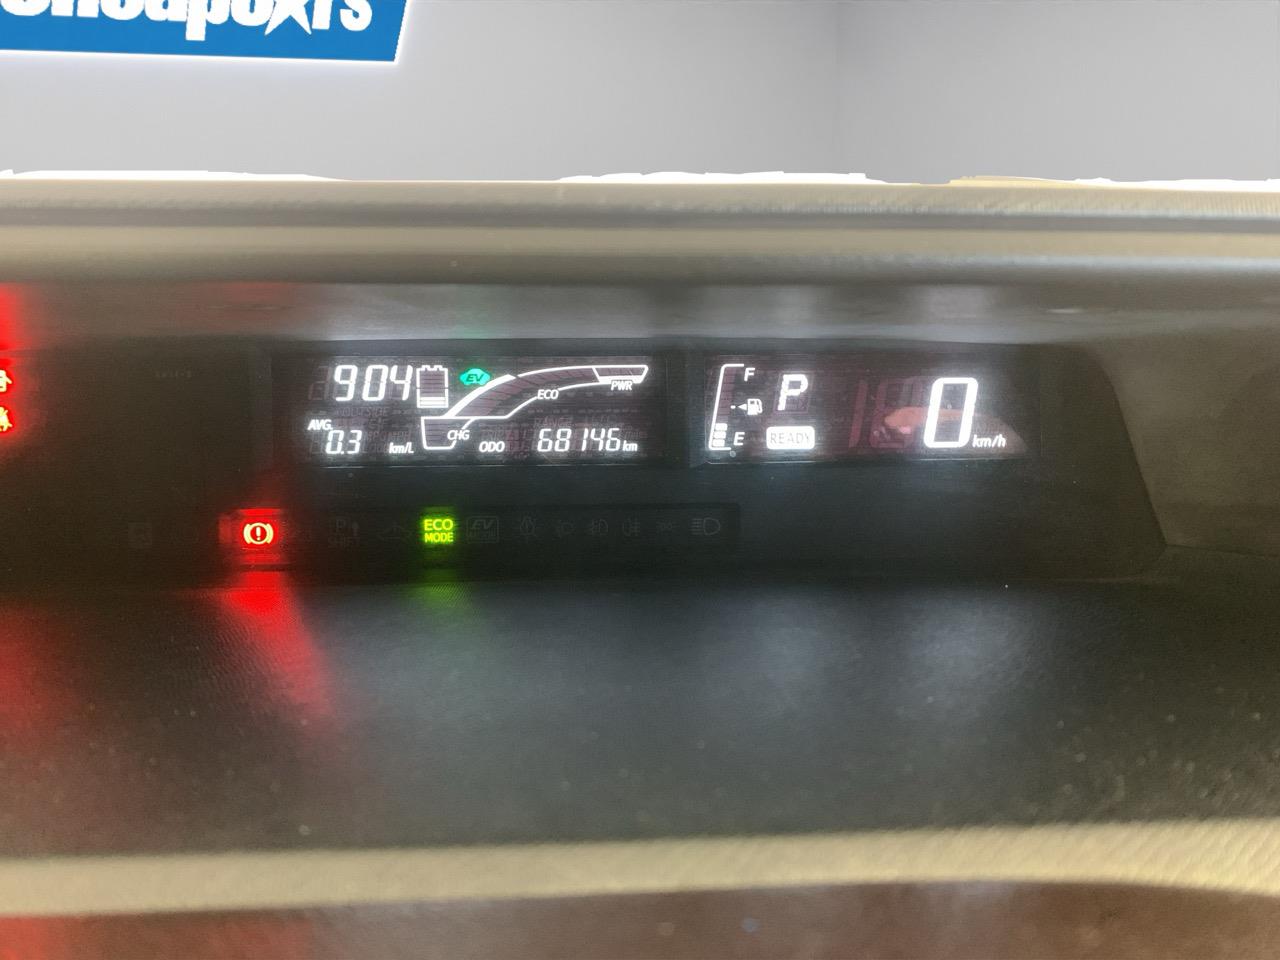 904
EV
ECO
PWR
AVG.
0.3 km/L
CHG
ODO 68146 km
F
E
P
READY
0 km/h
ECO
MODE
P
EV